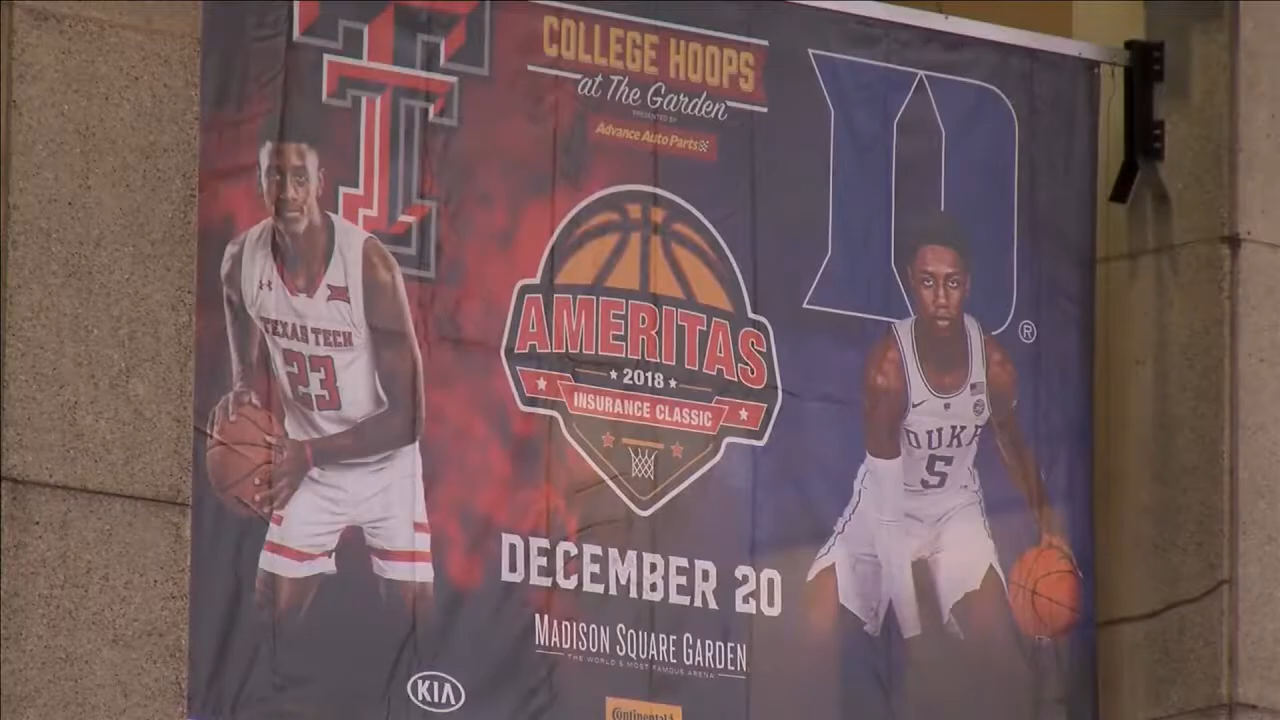 COLLEGE HOOPS
at The Garden
PRESENTED BY
Advance Auto Parts
T
D
®
AMERITAS
2018
INSURANCE CLASSIC
TEXAS TECH
23
DUKE
5
DECEMBER 20
MADISON SQUARE GARDEN
THE WORLD'S MOST FAMOUS ARENA
KIA
Continental